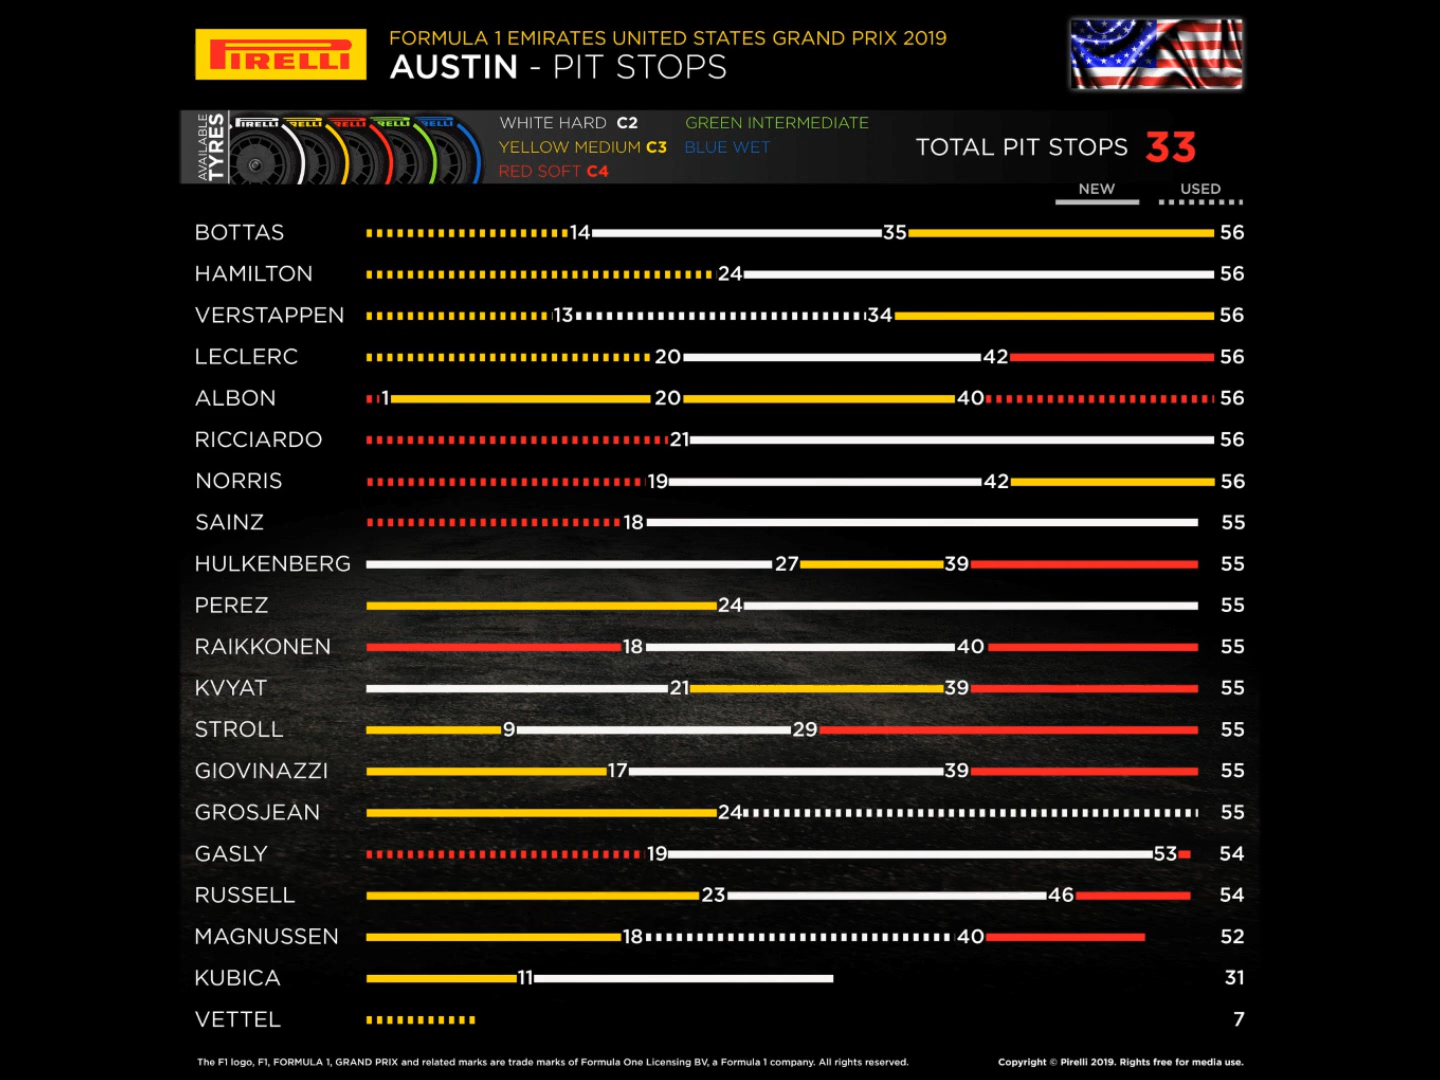 PIRELLI
FORMULA 1 EMIRATES UNITED STATES GRAND PRIX 2019
AUSTIN - PIT STOPS
AVAILABLE
TYRES
PIRELLI
WHITE HARD C2
GREEN INTERMEDIATE
YELLOW MEDIUM C3
BLUE WET
RED SOFT C4
TOTAL PIT STOPS 33
NEW USED
BOTTAS 14 35 56
HAMILTON 24 56
VERSTAPPEN 13 34 56
LECLERC 20 42 56
ALBON 1 20 40 56
RICCIARDO 21 56
NORRIS 19 42 56
SAINZ 18 55
HULKENBERG 27 39 55
PEREZ 24 55
RAIKKONEN 18 40 55
KVYAT 21 39 55
STROLL 9 29 55
GIOVINAZZI 17 39 55
GROSJEAN 24 55
GASLY 19 53 54
RUSSELL 23 46 54
MAGNUSSEN 18 40 52
KUBICA 11 31
VETTEL 7
The F1 logo, F1, FORMULA 1, GRAND PRIX and related marks are trade marks of Formula One Licensing BV, a Formula 1 company. All rights reserved.
Copyright © Pirelli 2019. Rights free for media use.